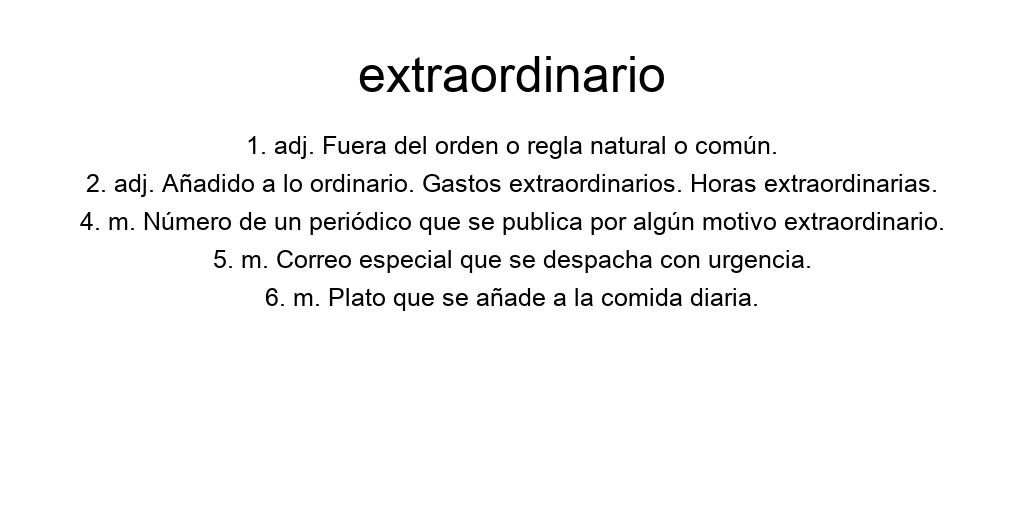 extraordinario
1. adj. Fuera del orden o regla natural o común.
2. adj. Añadido a lo ordinario. Gastos extraordinarios. Horas extraordinarias.
4. m. Número de un periódico que se publica por algún motivo extraordinario.
5. m. Correo especial que se despacha con urgencia.
6. m. Plato que se añade a la comida diaria.